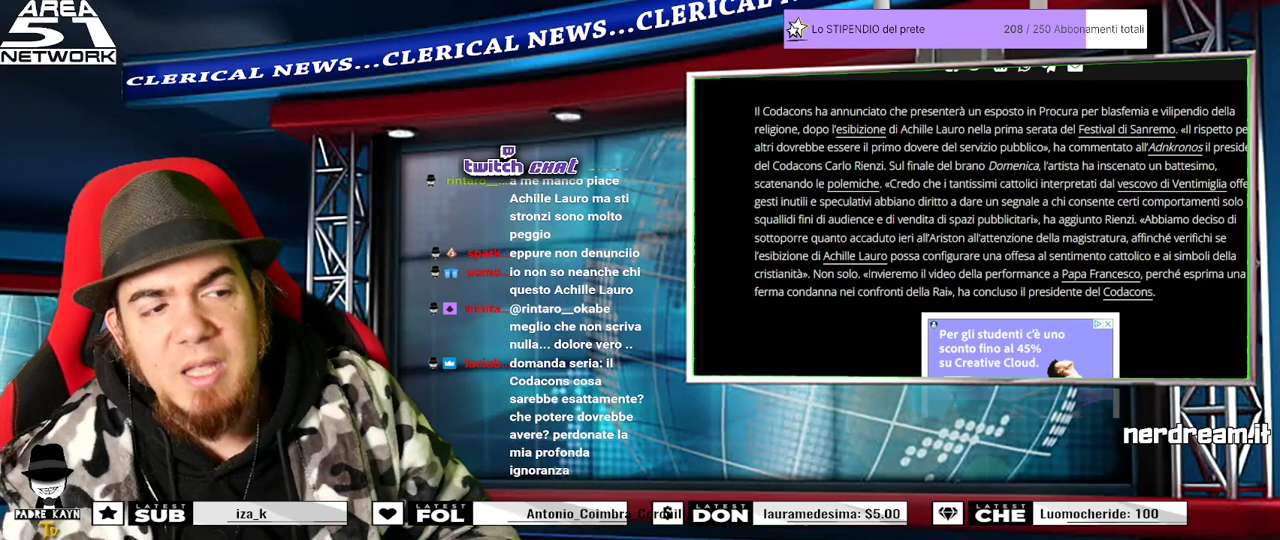 AREA
51
NETWORK
CLERICAL NEWS...CLERICAL NEWS...
Lo STIPENDIO del prete
208 / 250 Abbonamenti totali
Il Codacons ha annunciato che presenterà un esposto in Procura per blasfemia e vilipendio della
religione, dopo l'esibizione di Achille Lauro nella prima serata del Festival di Sanremo. «Il rispetto pe
altri dovrebbe essere il primo dovere del servizio pubblico», ha commentato all'Adnkronos il preside
del Codacons Carlo Rienzi. Sul finale del brano Domenica, l'artista ha inscenato un battesimo,
scatenando le polemiche. «Credo che i tantissimi cattolici interpretati dal vescovo di Ventimiglia offe
gesti inutili e speculativi abbiano diritto a dare un segnale a chi consente certi comportamenti solo
squallidi fini di audience e di vendita di spazi pubblicitari», ha aggiunto Rienzi. «Abbiamo deciso di
sottoporre quanto accaduto ieri all'Ariston all'attenzione della magistratura, affinché verifichi se
l'esibizione di Achille Lauro possa configurare una offesa al sentimento cattolico e ai simboli della
cristianità». Non solo. «Invieremo il video della performance a Papa Francesco, perché esprima una
ferma condanna nei confronti della Rai», ha concluso il presidente del Codacons.
Per gli studenti c'è uno
sconto fino al 45%
su Creative Cloud.
twitch CHAT
rintaro__... a me manco piace
Achille Lauro ma sti
stronzi sono molto
peggio
spark... eppure non denunciio
uomo... io non so neanche chi
questo Achille Lauro
@rintaro__okabe
meglio che non scriva
nulla... dolore vero ..
domanda seria: il
Codacons cosa
sarebbe esattamente?
che potere dovrebbe
avere? perdonate la
mia profonda
ignoranza
nerdream.it
PADRE KAYN
Tv
LATEST
SUB
iza_k
LATEST
FOL
Antonio_Coimbra_
LATEST
DON
lauramedesima: $5.00
LATEST
CHE
Luomocheride: 100